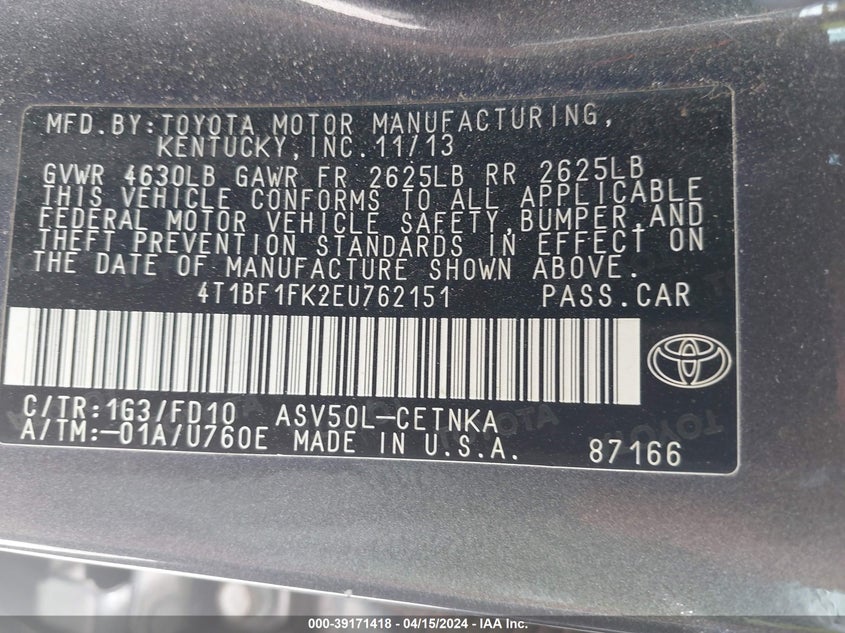 MFD.BY:TOYOTA MOTOR MANUFACTURING,
KENTUCKY,INC.11/13
GVWR 4630LB GAWR FR 2625LB RR 2625LB
THIS VEHICLE CONFORMS TO ALL APPLICABLE
FEDERAL MOTOR VEHICLE SAFETY,BUMPER,AND
THEFT PREVENTION STANDARDS IN EFFECT ON
THE DATE OF MANUFACTURE SHOWN ABOVE.
4T1BF1FK2EU762151 PASS.CAR
C/TR:1G3/FD10 ASV50L-CETNKA
A/TM:-01A/U760E MADE IN U.S.A. 87166
TOYOTA
000-39171418 - 04/15/2024 - IAA Inc.